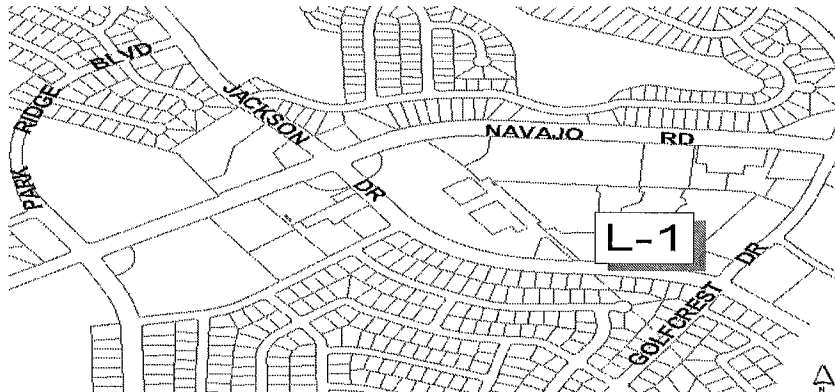 PARK RIDGE BLVD
JACKSON DR
NAVAJO RD
L-1
GOLFCREST DR